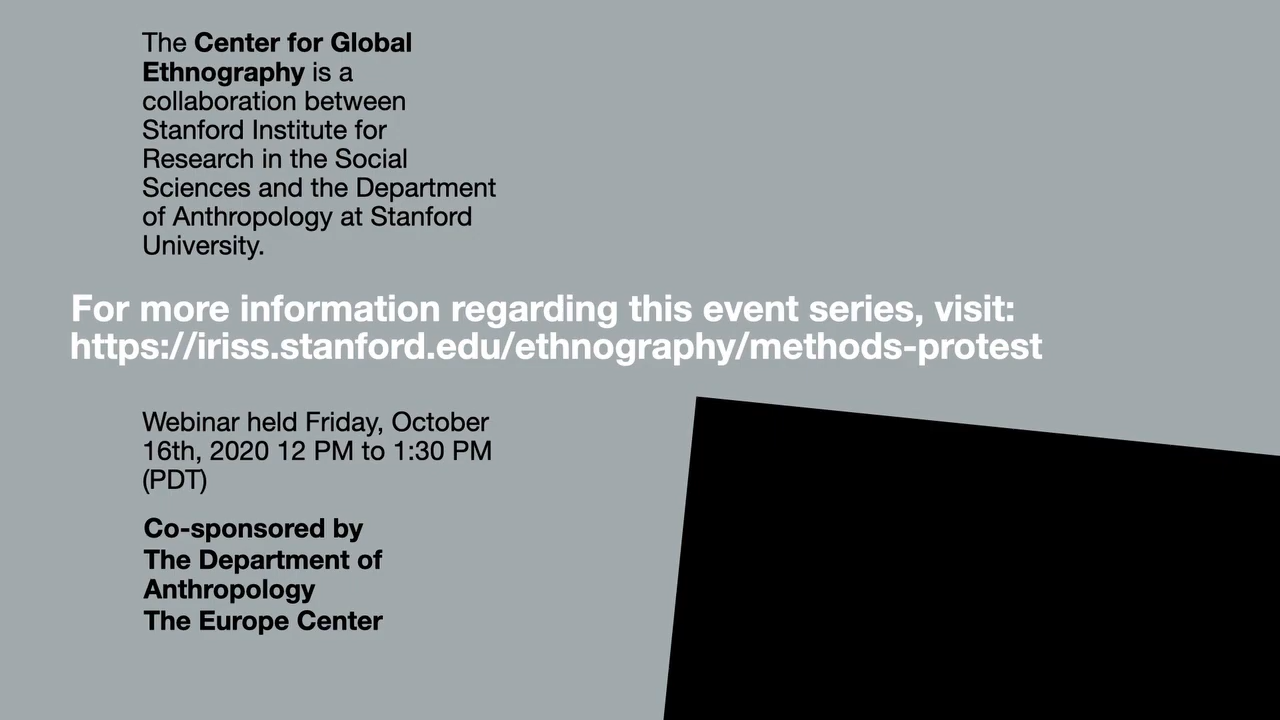 The Center for Global
Ethnography is a
collaboration between
Stanford Institute for
Research in the Social
Sciences and the Department
of Anthropology at Stanford
University.
For more information regarding this event series, visit:
https://iriss.stanford.edu/ethnography/methods-protest
Webinar held Friday, October
16th, 2020 12 PM to 1:30 PM
(PDT)
Co-sponsored by
The Department of
Anthropology
The Europe Center